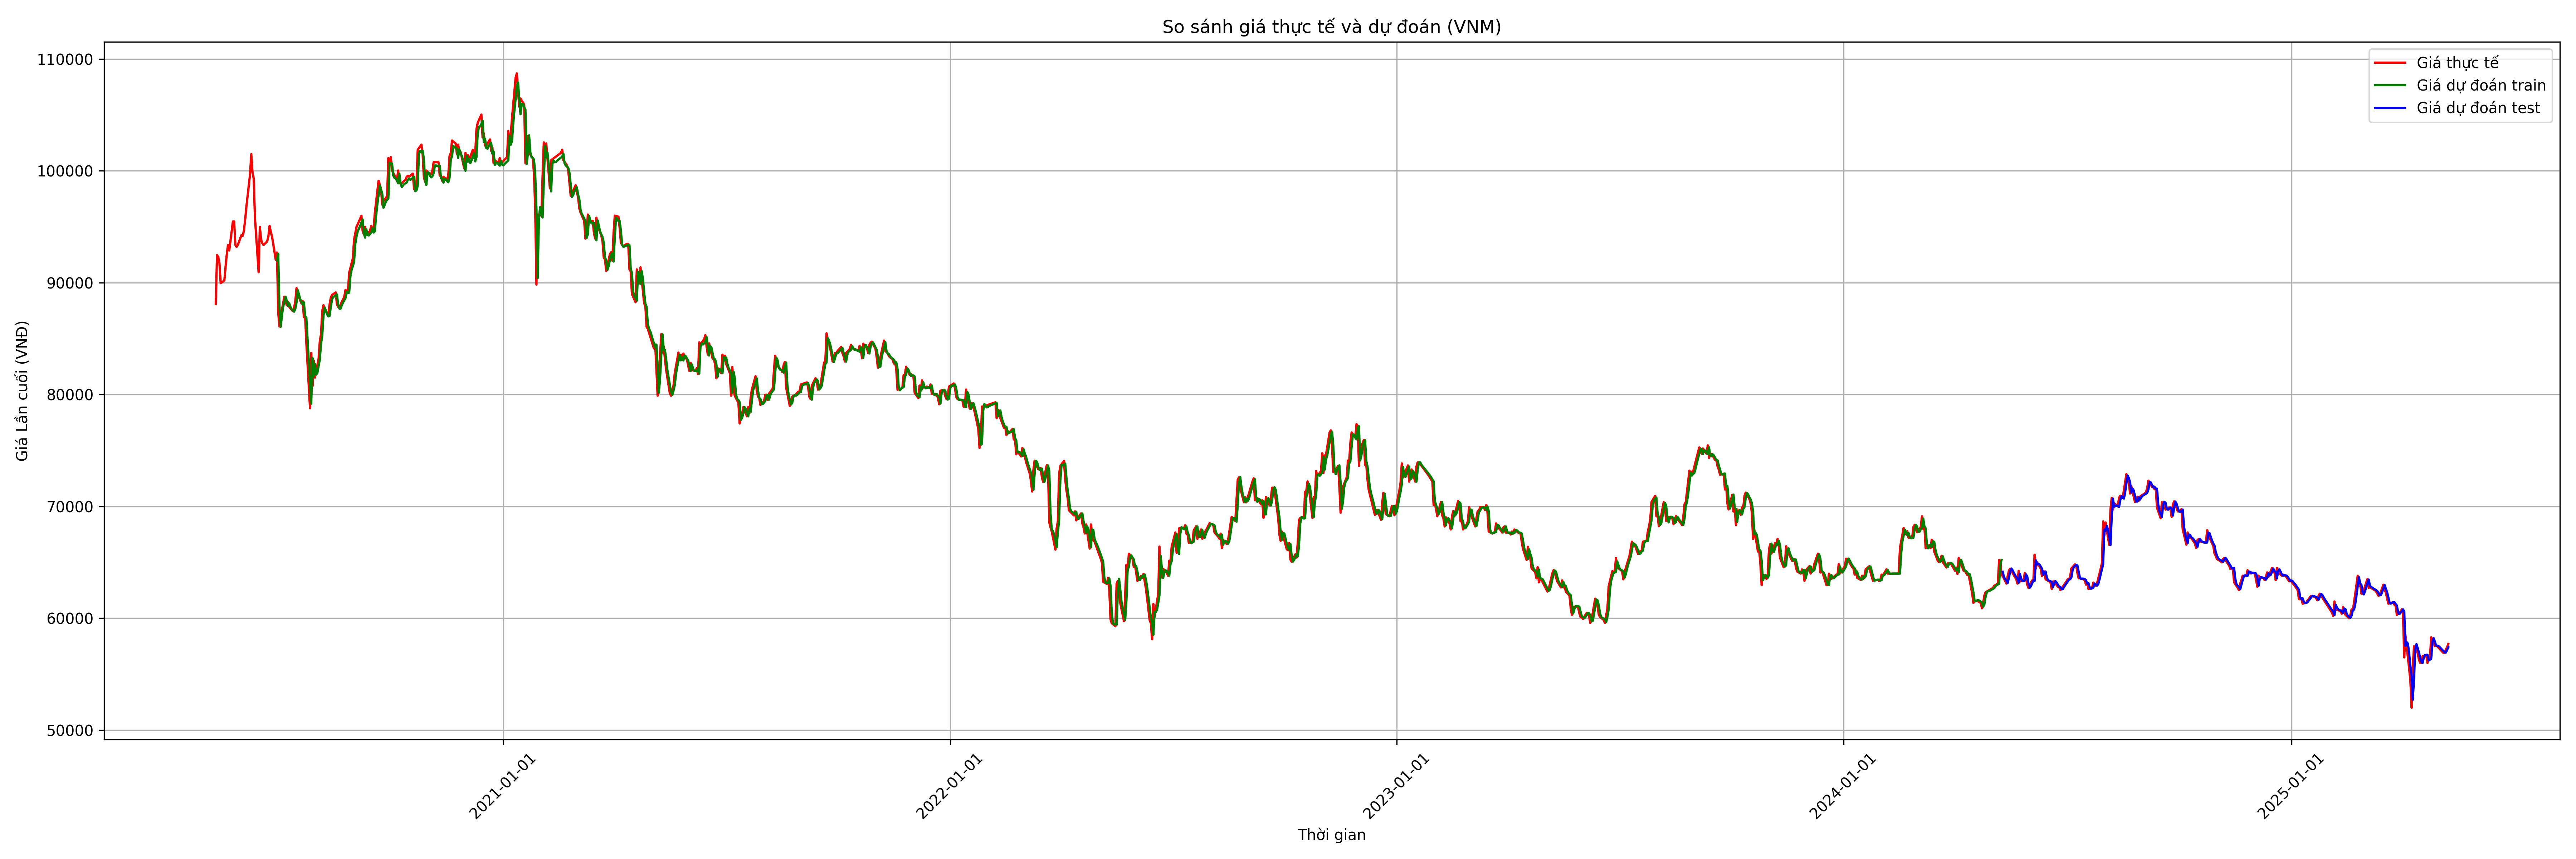 So sánh giá thực tế và dự đoán (VNM)
Giá thực tế
Giá dự đoán train
Giá dự đoán test
Giá Lần cuối (VNĐ)
110000
100000
90000
80000
70000
60000
50000
2021-01-01
2022-01-01
2023-01-01
2024-01-01
2025-01-01
Thời gian